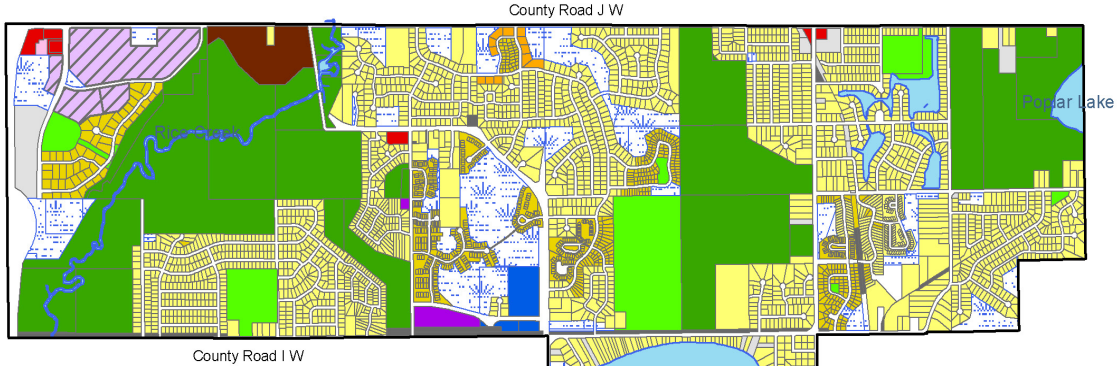 County Road J W
Poplar Lake
Rice Creek
County Road I W